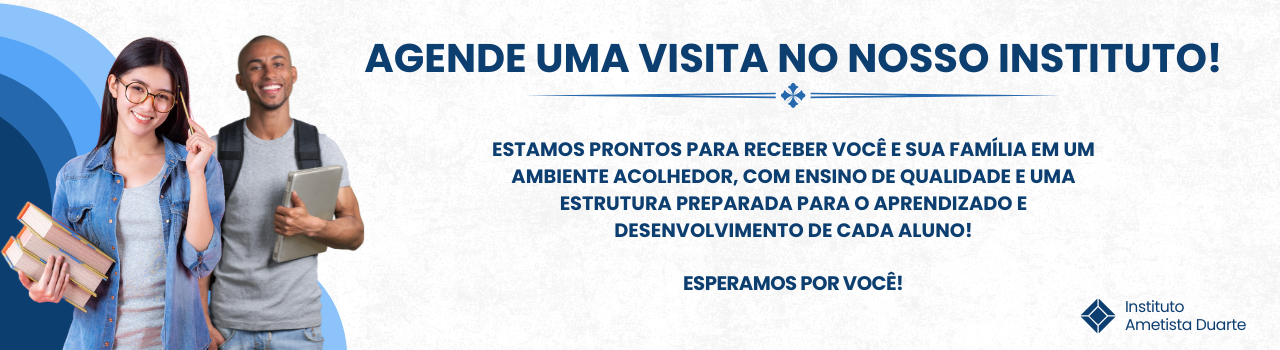 AGENDE UMA VISITA NO NOSSO INSTITUTO!
ESTAMOS PRONTOS PARA RECEBER VOCÊ E SUA FAMÍLIA EM UM
AMBIENTE ACOLHEDOR, COM ENSINO DE QUALIDADE E UMA
ESTRUTURA PREPARADA PARA O APRENDIZADO E
DESENVOLVIMENTO DE CADA ALUNO!
ESPERAMOS POR VOCÊ!
Instituto
Ametista Duarte